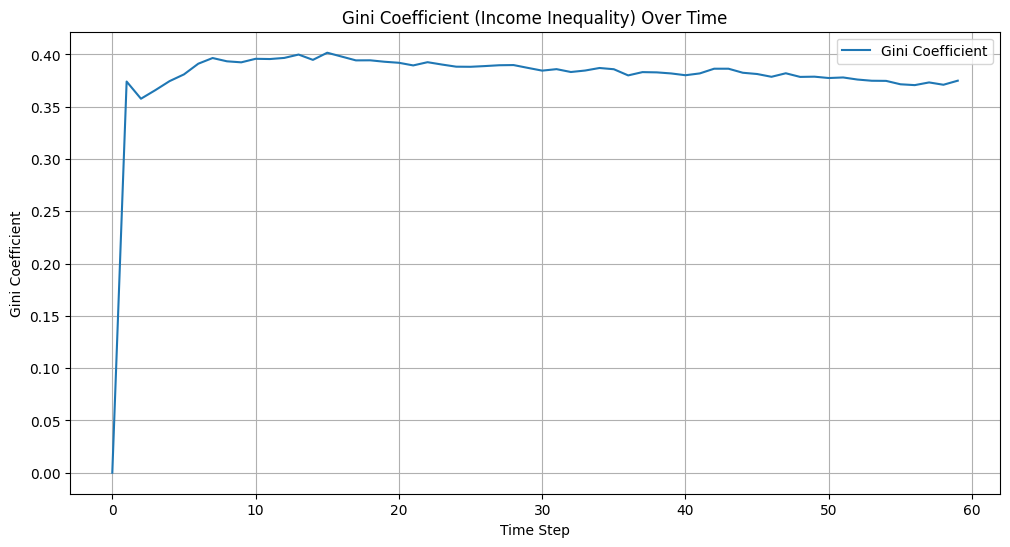 Gini Coefficient (Income Inequality) Over Time
Gini Coefficient
0.40
0.35
0.30
0.25
0.20
0.15
0.10
0.05
0.00
Gini Coefficient
0 10 20 30 40 50 60
Time Step